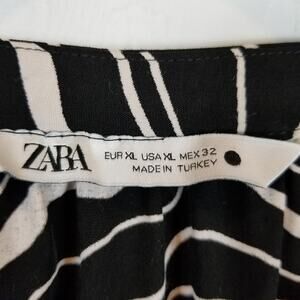 ZARA
EUR XL USA XL MEX 32
MADE IN TURKEY